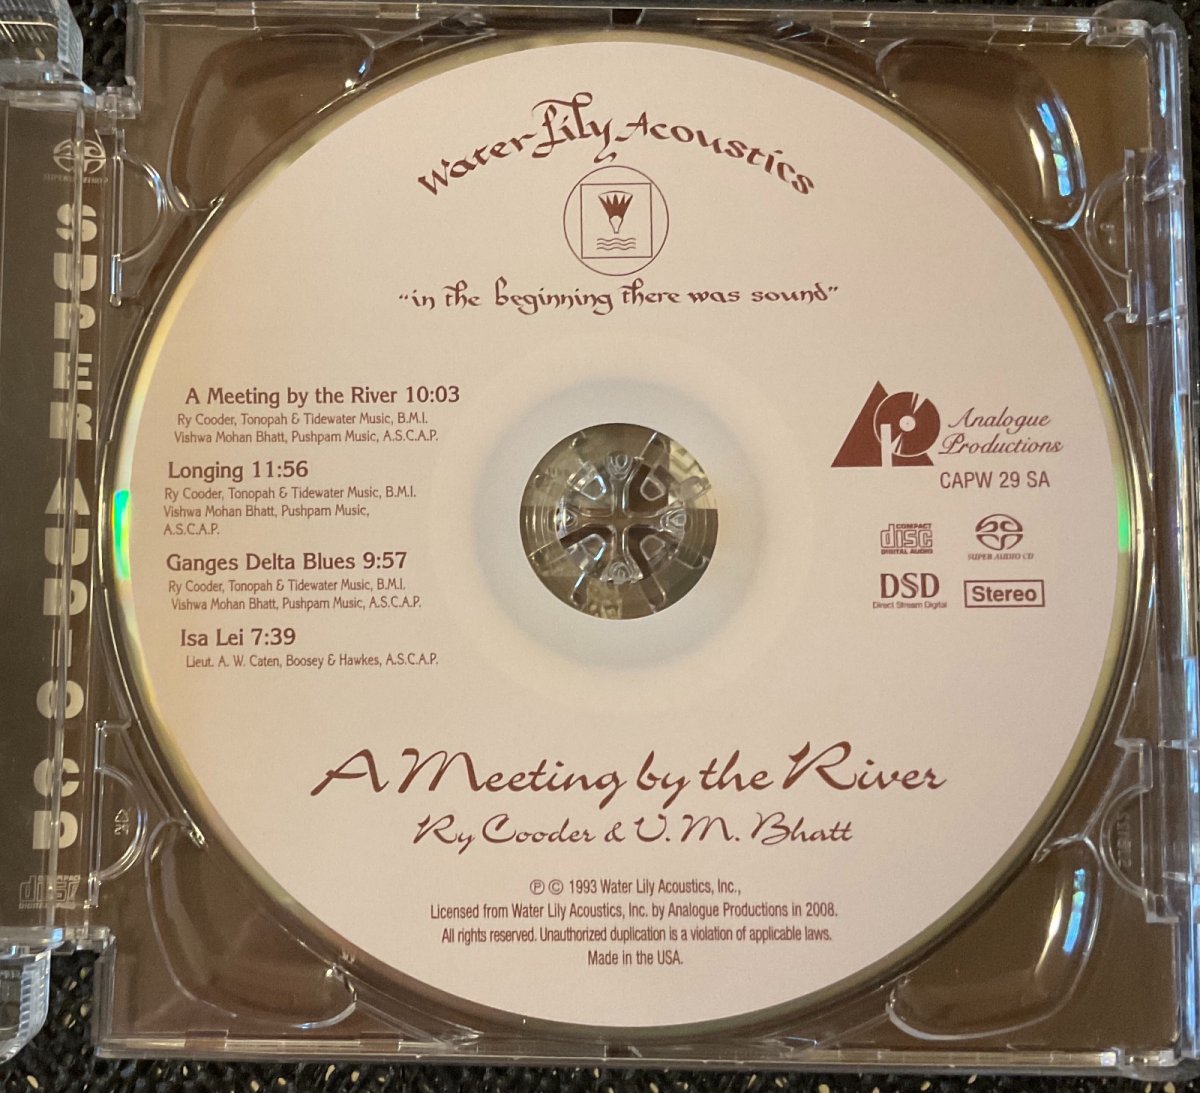 Water Lily Acoustics
"in the beginning there was sound"
A Meeting by the River 10:03
Ry Cooder, Tonopah & Tidewater Music, B.M.I.
Vishwa Mohan Bhatt, Pushpam Music, A.S.C.A.P.
Longing 11:56
Ry Cooder, Tonopah & Tidewater Music, B.M.I.
Vishwa Mohan Bhatt, Pushpam Music,
A.S.C.A.P.
Ganges Delta Blues 9:57
Ry Cooder, Tonopah & Tidewater Music, B.M.I.
Vishwa Mohan Bhatt, Pushpam Music, A.S.C.A.P.
Isa Lei 7:39
Lieut. A. W. Caten, Boosey & Hawkes, A.S.C.A.P.
Analogue
Productions
CAPW 29 SA
COMPACT
disc
DIGITAL AUDIO
SUPER AUDIO CD
DSD
Direct Stream Digital
Stereo
A Meeting by the River
Ry Cooder & V. M. Bhatt
℗ © 1993 Water Lily Acoustics, Inc.,
Licensed from Water Lily Acoustics, Inc. by Analogue Productions in 2008.
All rights reserved. Unauthorized duplication is a violation of applicable laws.
Made in the USA.
SUPER AUDIO CD